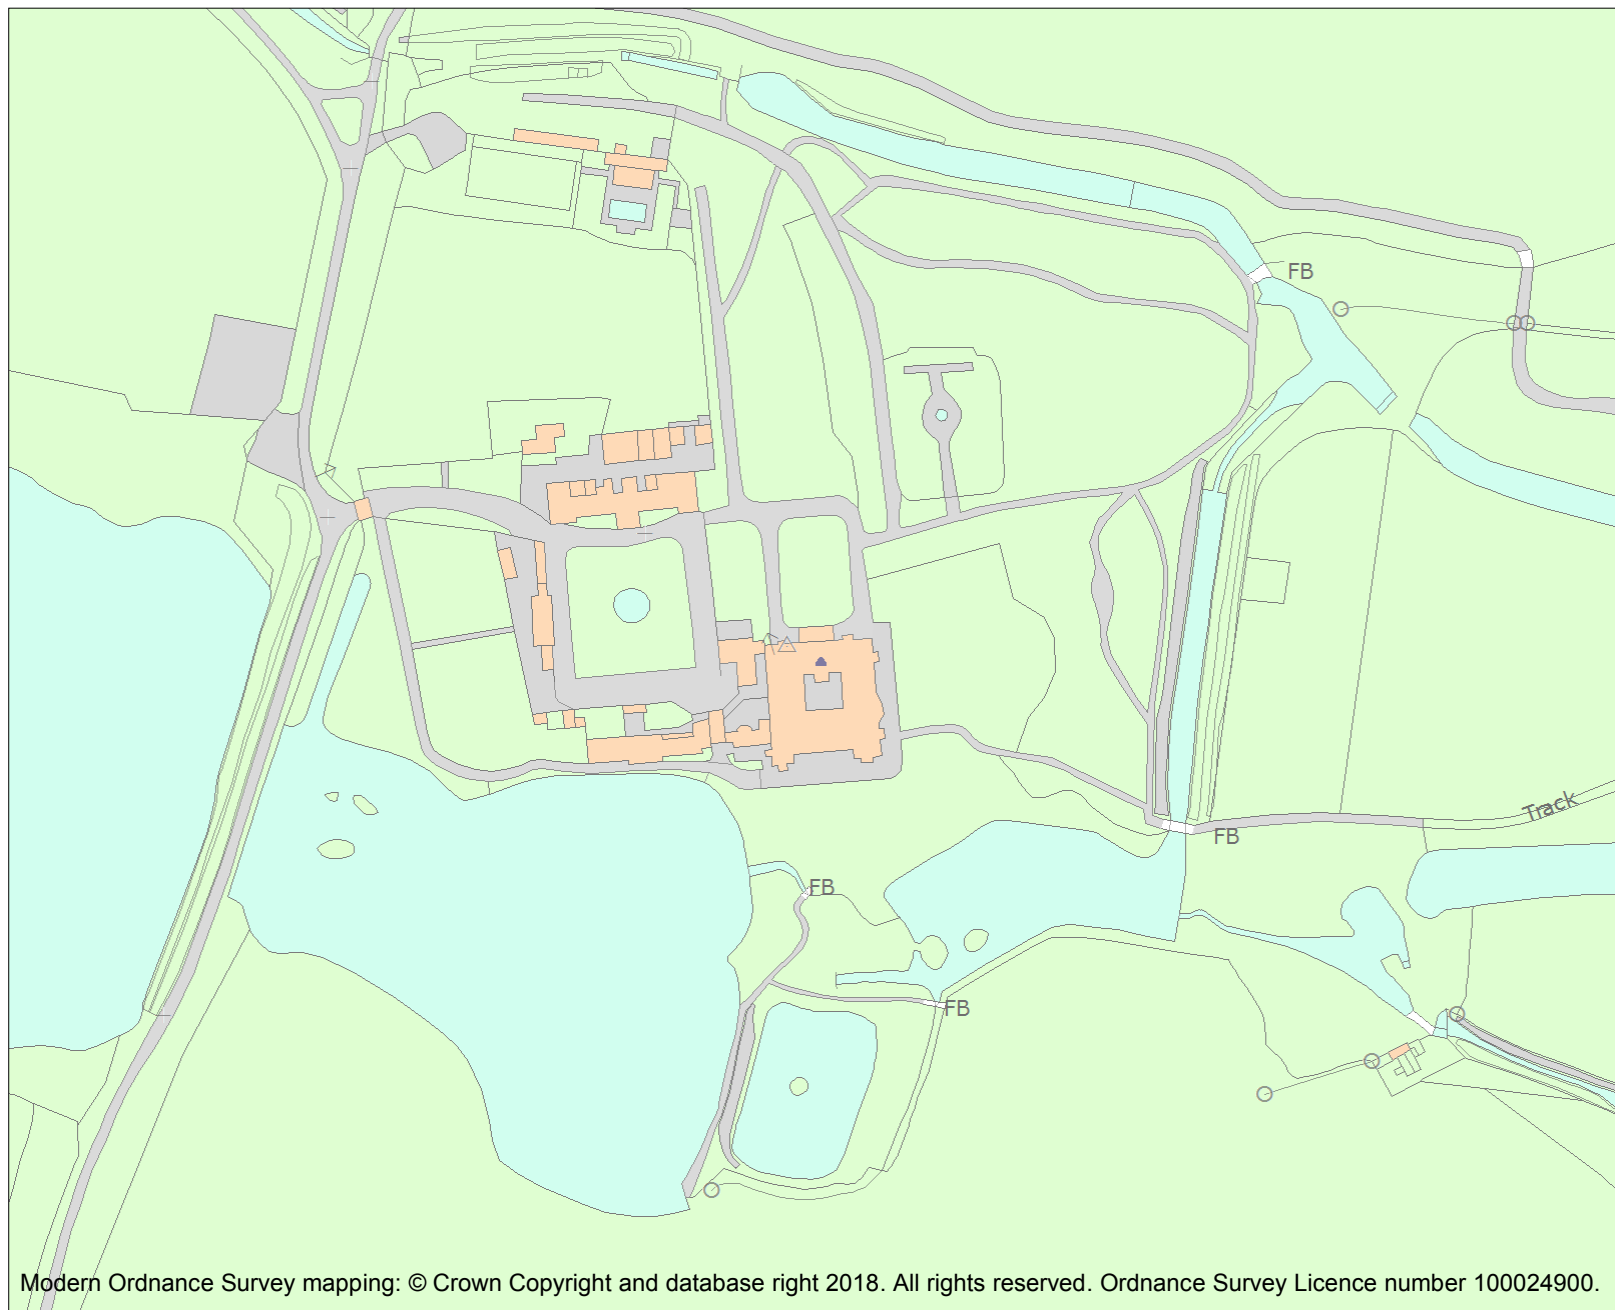 FB
Track
FB
FB
FB
Modern Ordnance Survey mapping: © Crown Copyright and database right 2018. All rights reserved. Ordnance Survey Licence number 100024900.